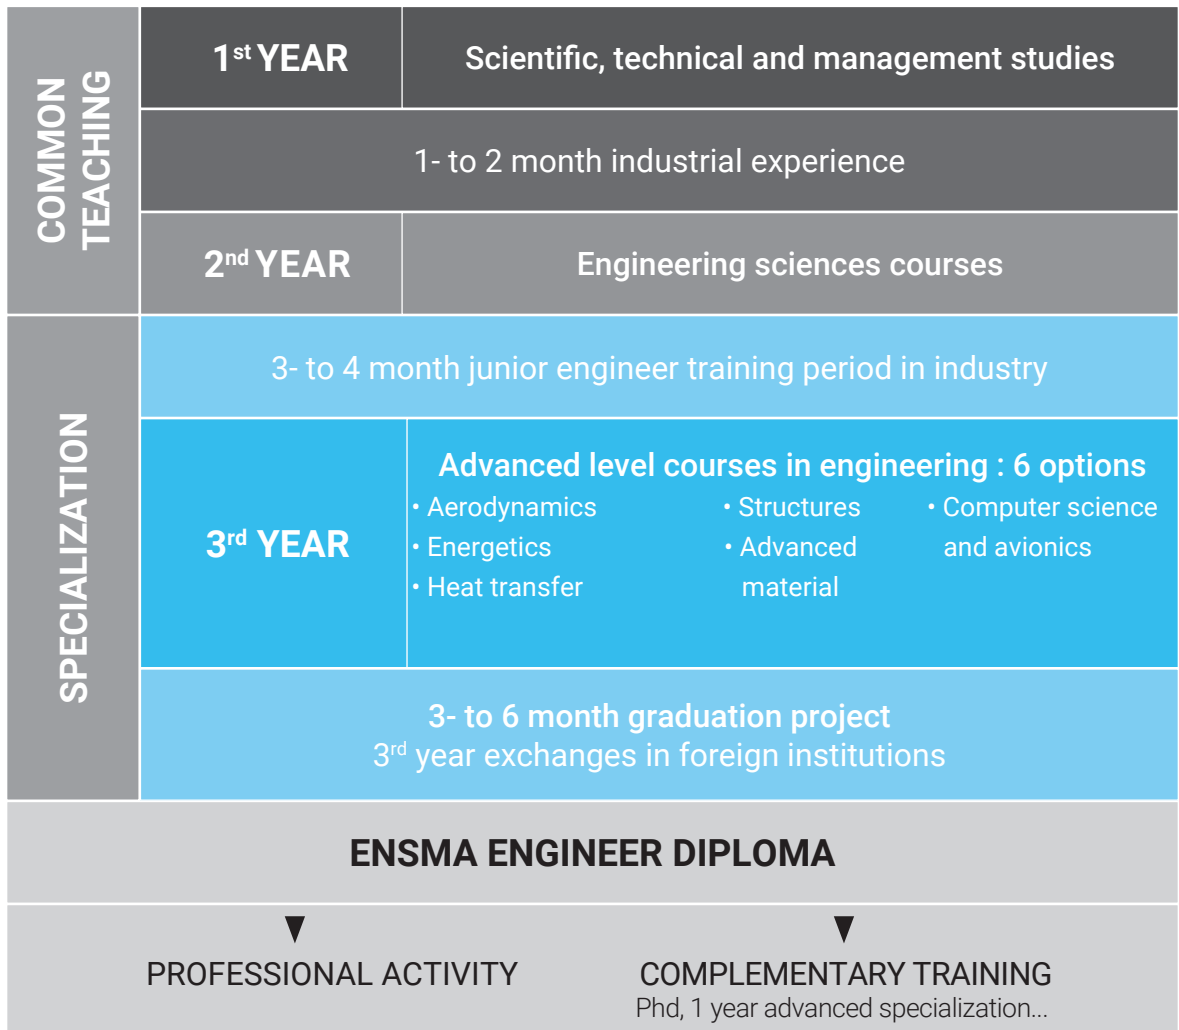 COMMON
TEACHING
1st YEAR
Scientific, technical and management studies
1- to 2 month industrial experience
2nd YEAR
Engineering sciences courses
SPECIALIZATION
3- to 4 month junior engineer training period in industry
3rd YEAR
Advanced level courses in engineering : 6 options
• Aerodynamics
• Energetics
• Heat transfer
• Structures
• Advanced
material
• Computer science
and avionics
3- to 6 month graduation project
3rd year exchanges in foreign institutions
ENSMA ENGINEER DIPLOMA
▼
PROFESSIONAL ACTIVITY
▼
COMPLEMENTARY TRAINING
Phd, 1 year advanced specialization...